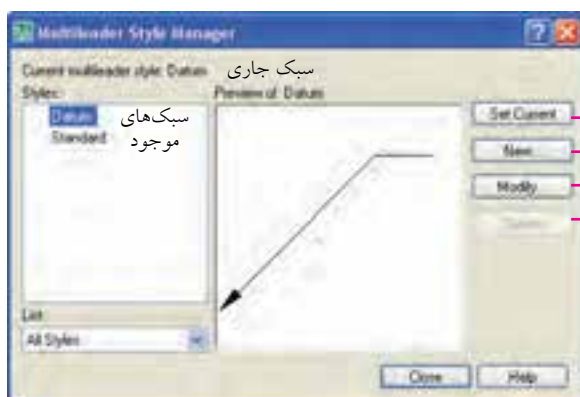 Multileader Style Manager
Current multileader style: Datum
سبک جاری
Styles:
Preview of: Datum
Datum
Standard
سبک‌های
موجود
Set Current
New
Modify
List:
All Styles
Close
Help